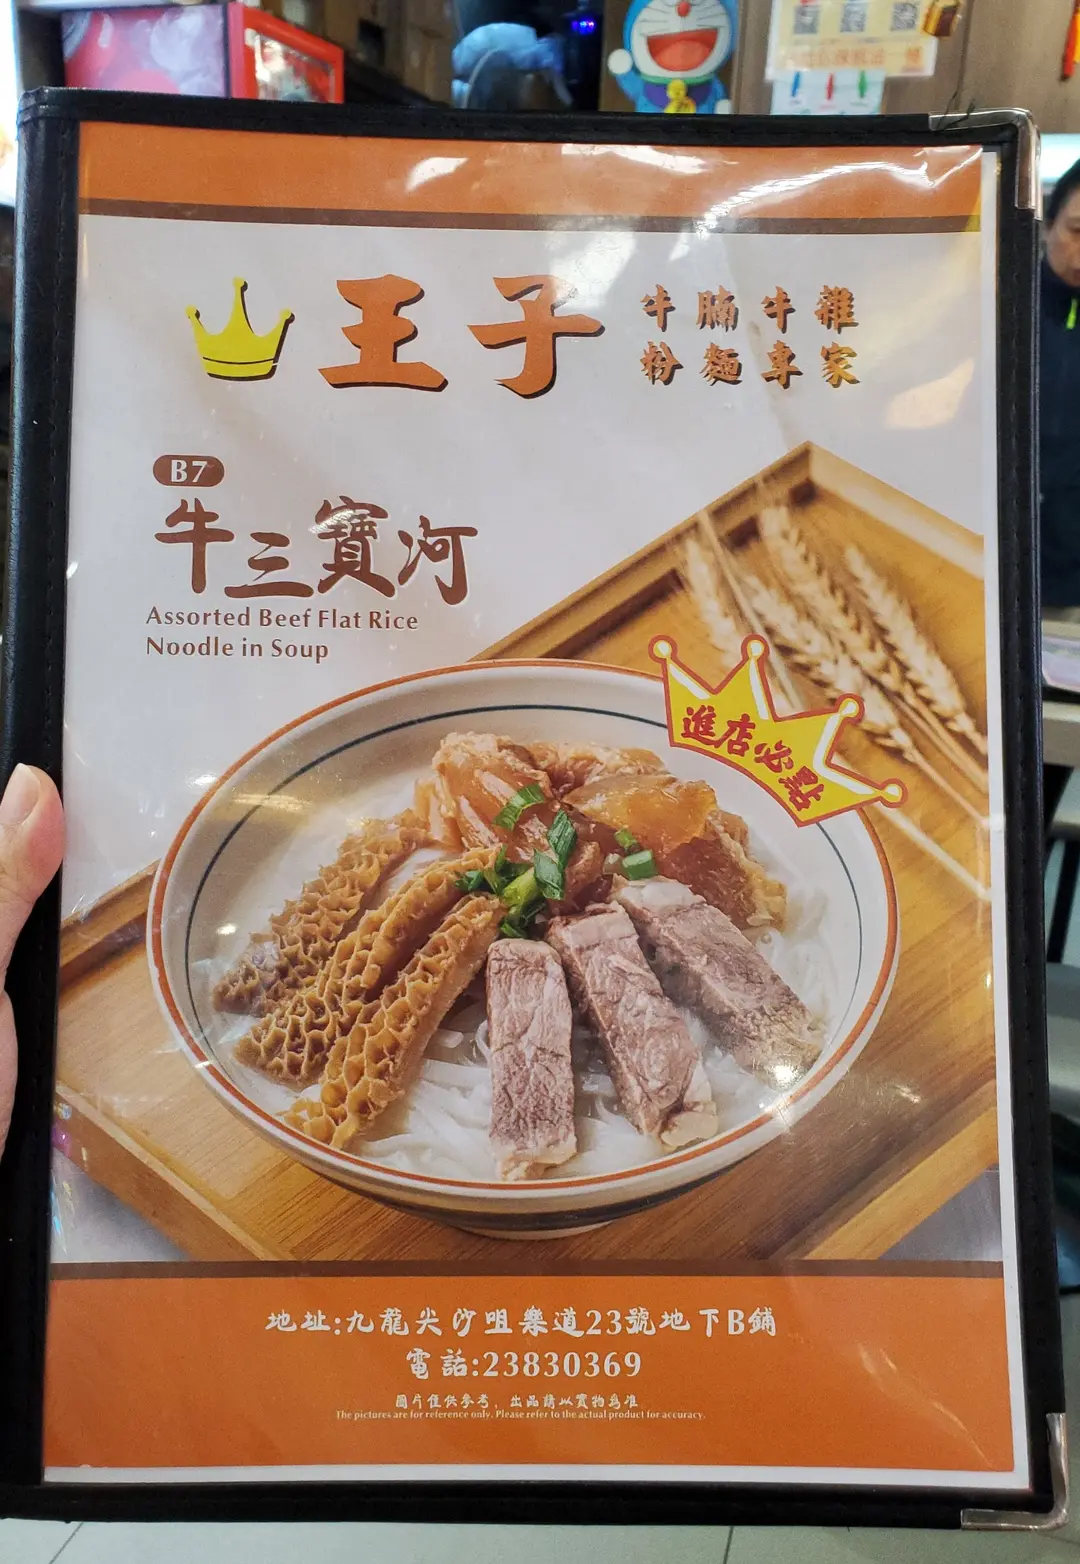 王子
牛腩牛雜
粉麵專家
B7
牛三寶河
Assorted Beef Flat Rice
Noodle in Soup
進店必點
地址:九龍尖沙咀樂道23號地下B鋪
電話:23830369
圖片僅供參考，出品請以實物為准
The pictures are for reference only. Please refer to the actual product for accuracy.